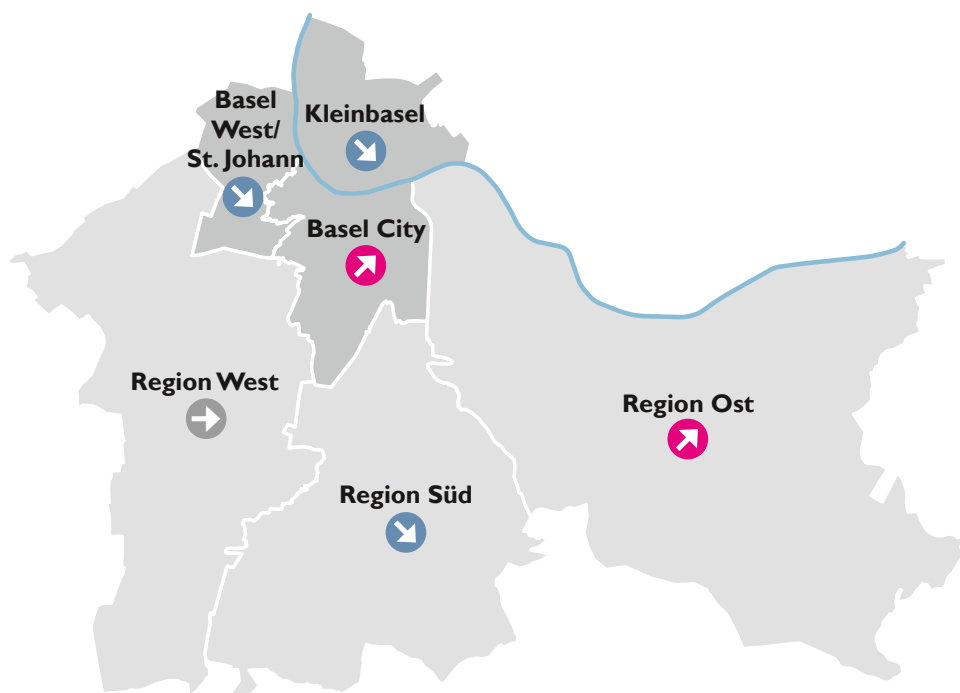 Basel
West/
St. Johann
Kleinbasel
Basel City
Region West
Region Ost
Region Süd